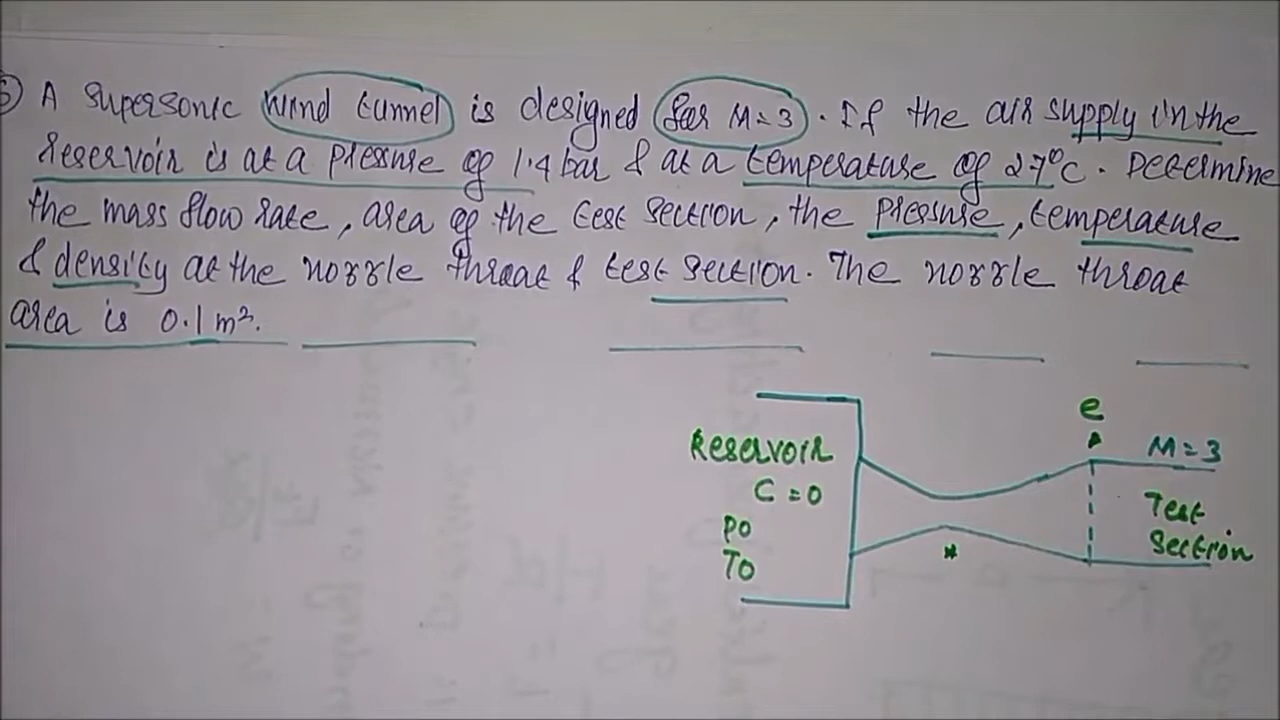 5) A supersonic wind tunnel is designed for M=3. If the air supply in the
reservoir is at a pressure of 1.4 bar & at a temperature of 27°C. Determine
the mass flow rate, area of the test section, the pressure, temperature
& density at the nozzle throat & test section. The nozzle throat
area is 0.1 m².
e
Reservoir
M=3
C=0
Test
Po
section
*
To